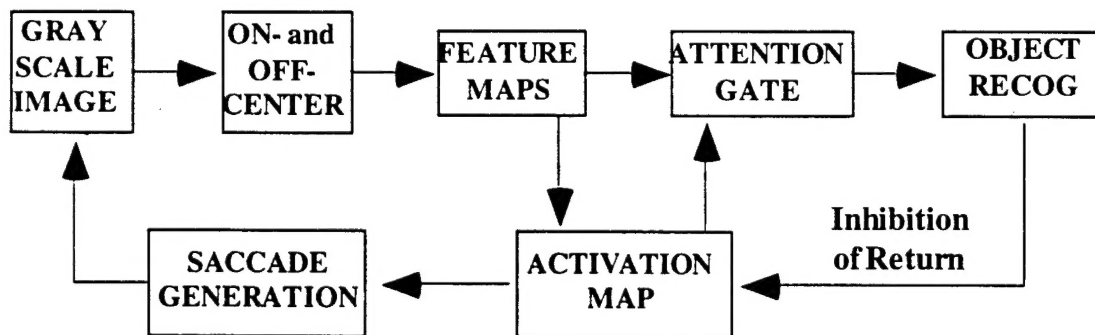 GRAY
SCALE
IMAGE
ON- and
OFF-
CENTER
FEATURE
MAPS
ATTENTION
GATE
OBJECT
RECOG
SACCADE
GENERATION
ACTIVATION
MAP
Inhibition
of Return